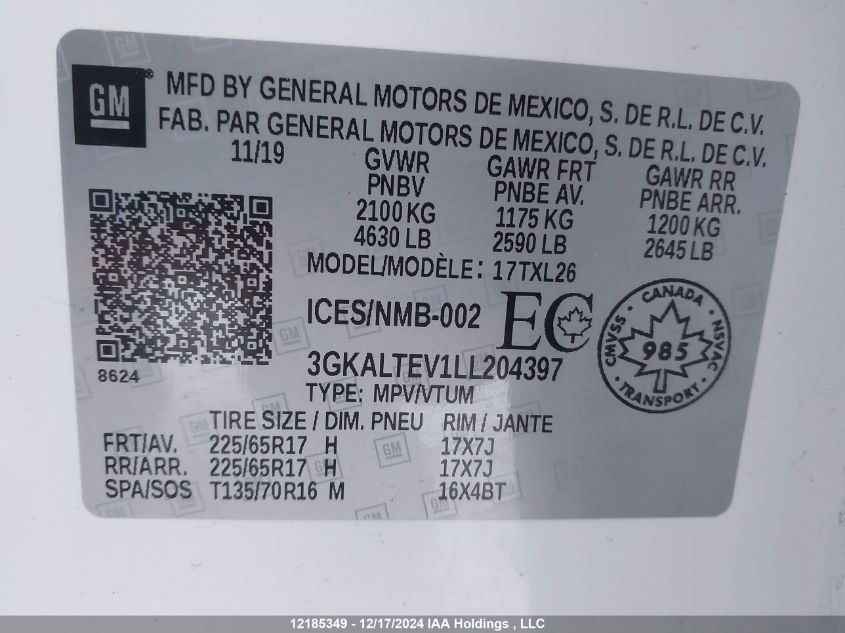 GM
MFD BY GENERAL MOTORS DE MEXICO, S. DE R.L. DE C.V.
FAB. PAR GENERAL MOTORS DE MEXICO, S. DE R.L. DE C.V.
11/19 GVWR GAWR FRT GAWR RR
PNBV PNBE AV. PNBE ARR.
2100 KG 1175 KG 1200 KG
4630 LB 2590 LB 2645 LB
MODEL/MODÈLE: 17TXL26
ICES/NMB-002 EC
CANADA
CMVSS 985 NSVAC
TRANSPORT
3GKALTEV1LL204397
8624
TYPE: MPV/VTUM
TIRE SIZE / DIM. PNEU RIM / JANTE
FRT/AV. 225/65R17 H 17X7J
RR/ARR. 225/65R17 H 17X7J
SPA/SOS T135/70R16 M 16X4BT
12185349 - 12/17/2024 IAA Holdings , LLC